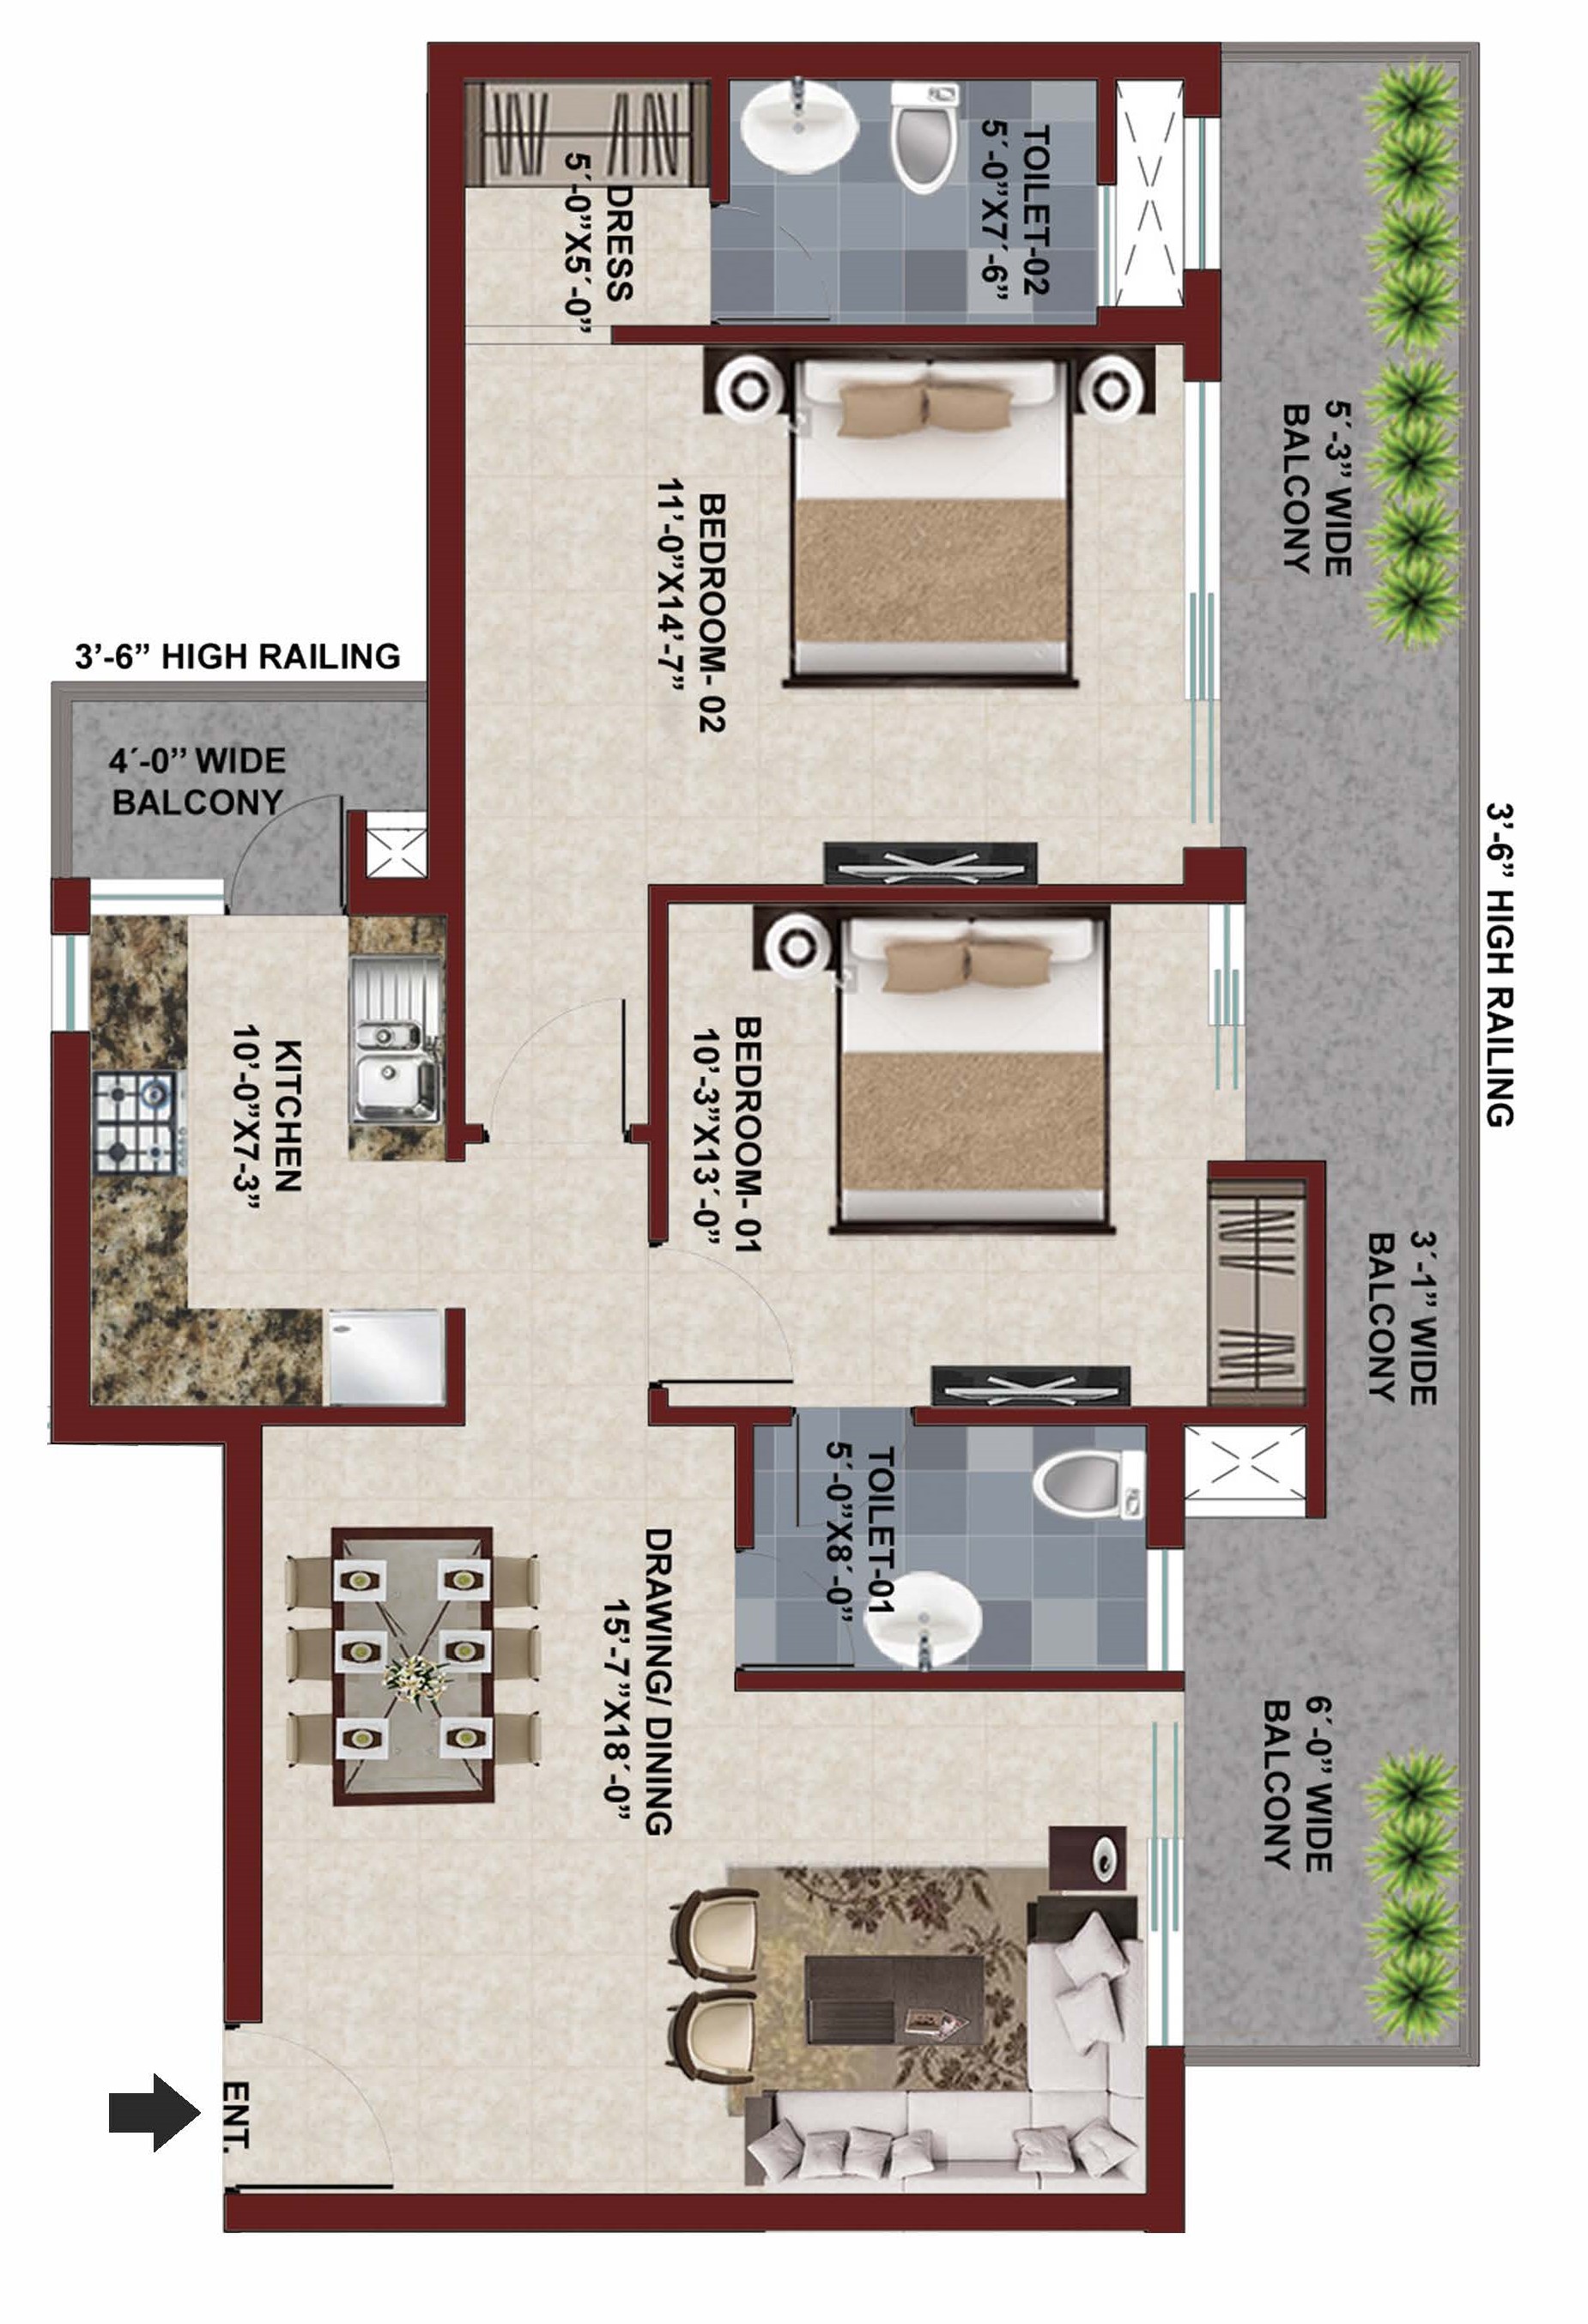 TOILET-02
5´-0”X7´-6”
DRESS
5´-0”X5´-0”
5´-3” WIDE
BALCONY
BEDROOM- 02
11’-0”X14’-7”
3’-6” HIGH RAILING
4´-0” WIDE
BALCONY
3’-6” HIGH RAILING
KITCHEN
10’-0”X7-3”
BEDROOM- 01
10’-3”X13´-0”
3´-1” WIDE
BALCONY
TOILET-01
5´-0”X8´-0”
DRAWING/ DINING
15’-7”X18´-0”
6´-0” WIDE
BALCONY
ENT.